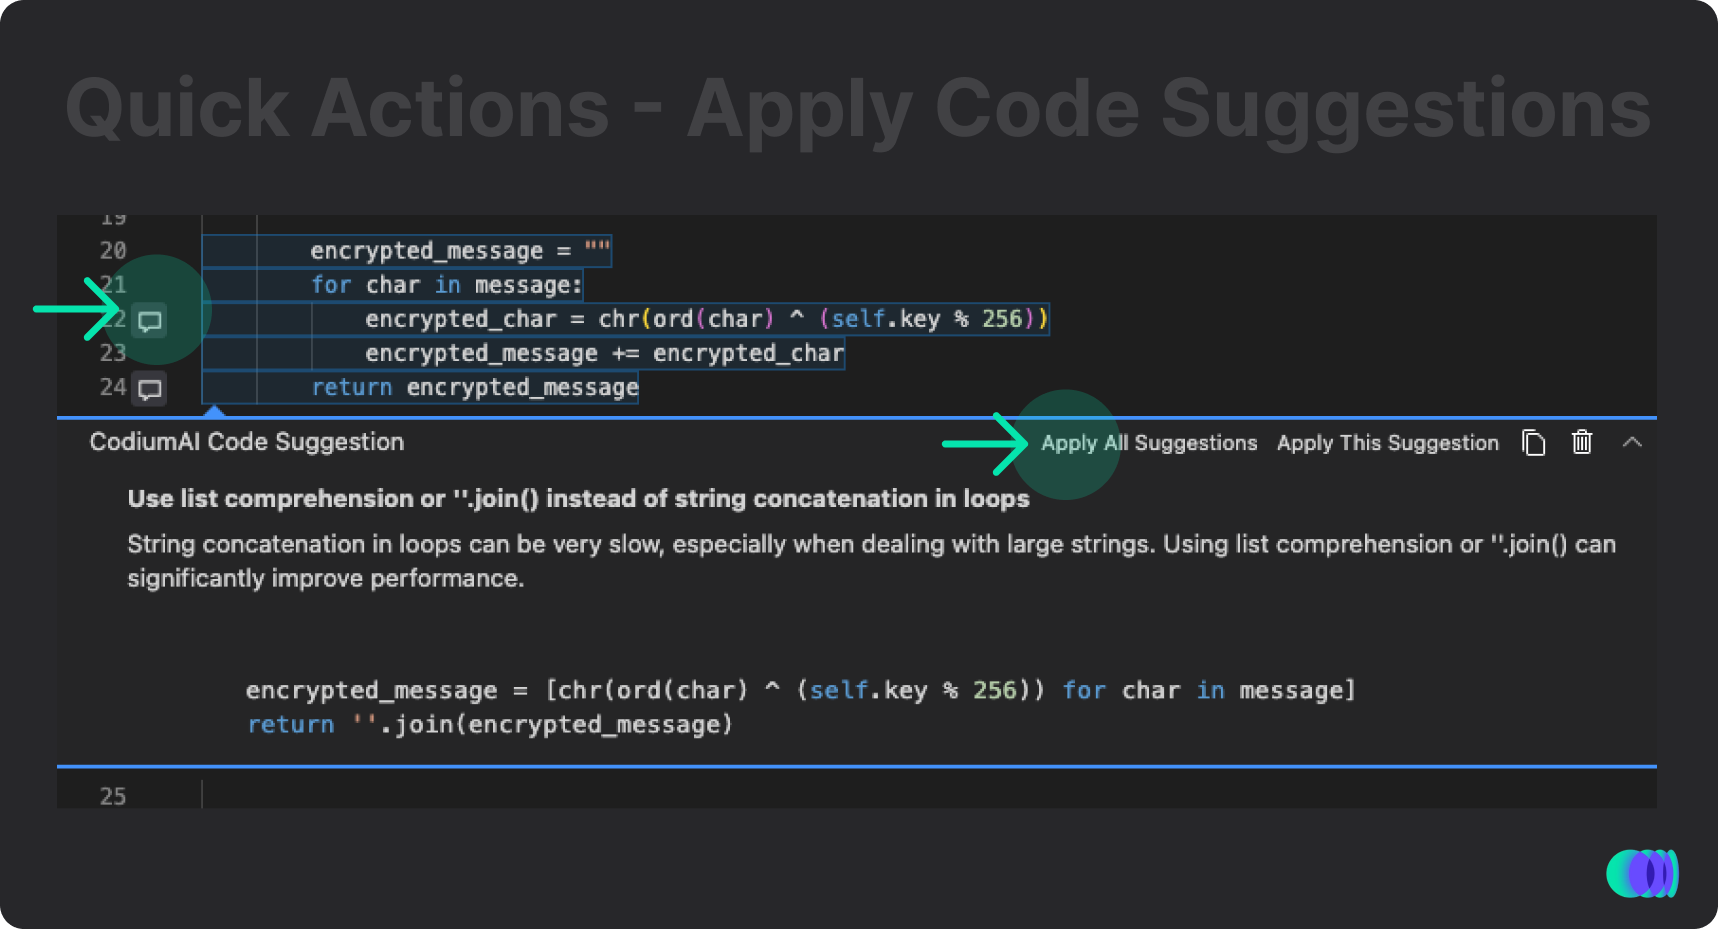 Quick Actions - Apply Code Suggestions
19
20 encrypted_message = ""
21 for char in message:
22 encrypted_char = chr(ord(char) ^ (self.key % 256))
23 encrypted_message += encrypted_char
24 return encrypted_message
CodiumAI Code Suggestion Apply All Suggestions Apply This Suggestion
Use list comprehension or ''.join() instead of string concatenation in loops
String concatenation in loops can be very slow, especially when dealing with large strings. Using list comprehension or ''.join() can
significantly improve performance.
encrypted_message = [chr(ord(char) ^ (self.key % 256)) for char in message]
return ''.join(encrypted_message)
25